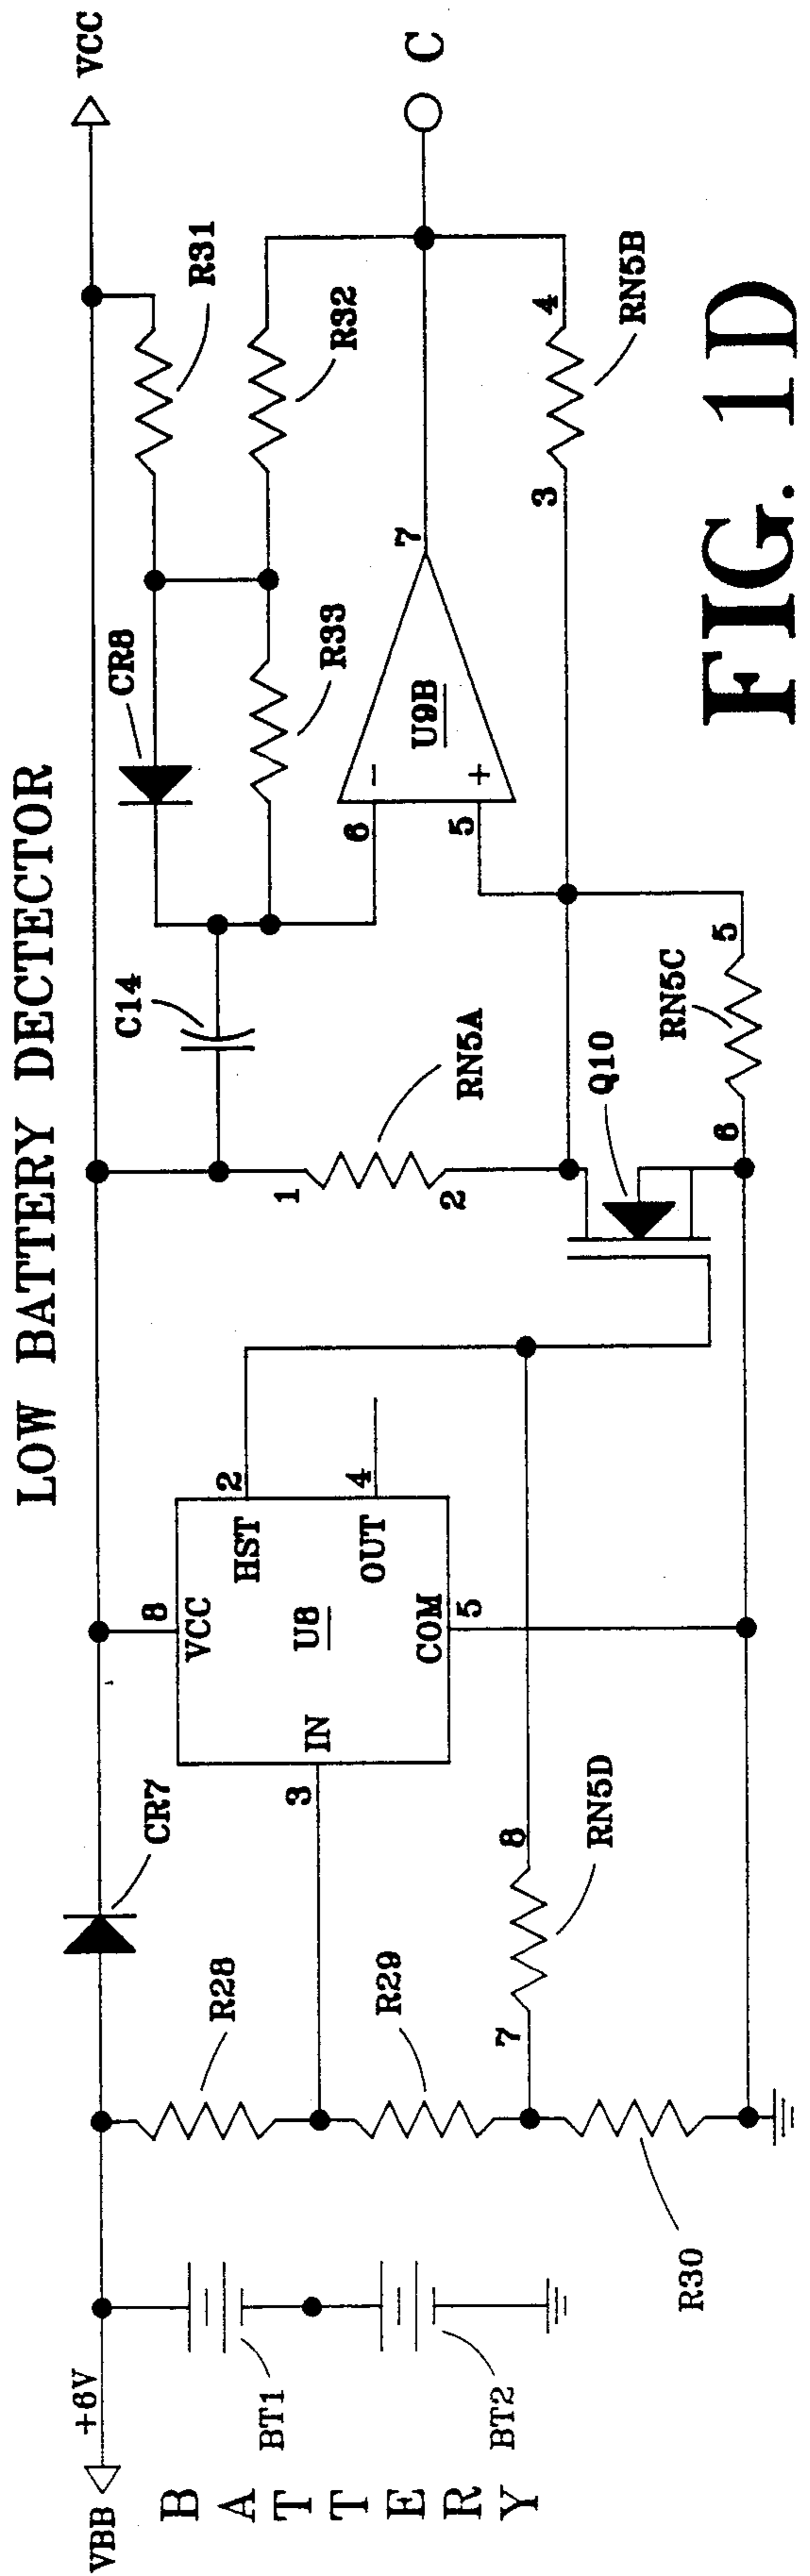 LOW BATTERY DECTECTOR
VBB
+6V
VCC
BATTERY
BT1
BT2
R28
R29
R30
CR7
3
IN
8
VCC
U8
HST
2
OUT
4
COM
5
7
8
RN5D
C14
1
RN5A
2
Q10
6
RN5C
5
CR8
R31
R33
R32
6
5
-
+
U9B
7
3
4
RN5B
C
FIG. 1D